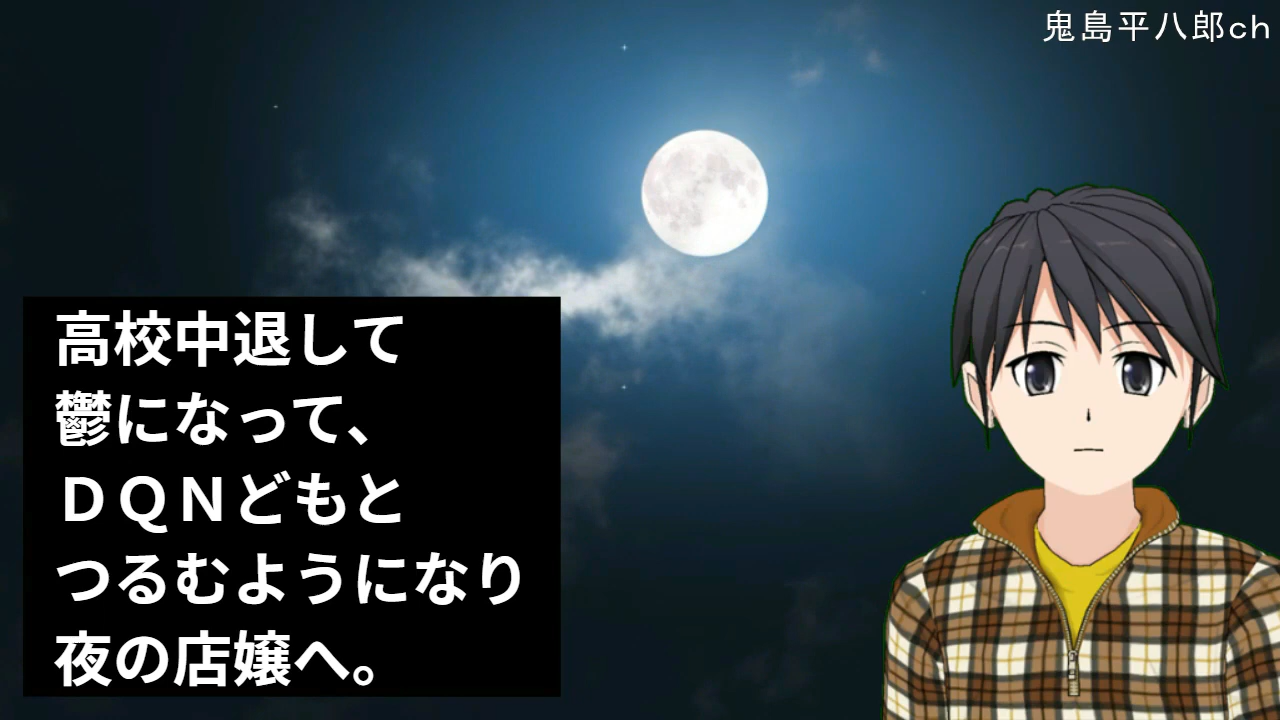 鬼島平八郎ch
高校中退して
鬱になって、
ＤＱＮどもと
つるむようになり
夜の店嬢へ。